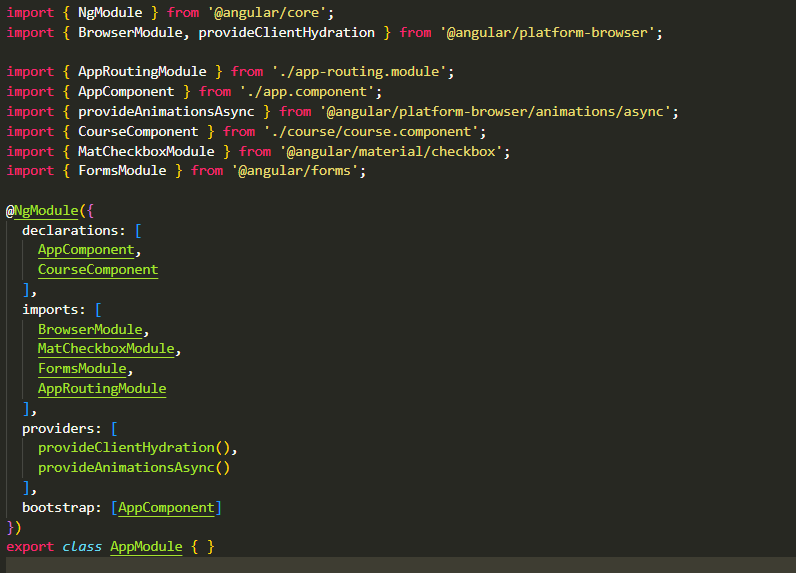 import { NgModule } from '@angular/core';
import { BrowserModule, provideClientHydration } from '@angular/platform-browser';

import { AppRoutingModule } from './app-routing.module';
import { AppComponent } from './app.component';
import { provideAnimationsAsync } from '@angular/platform-browser/animations/async';
import { CourseComponent } from './course/course.component';
import { MatCheckboxModule } from '@angular/material/checkbox';
import { FormsModule } from '@angular/forms';

@NgModule({
  declarations: [
    AppComponent,
    CourseComponent
  ],
  imports: [
    BrowserModule,
    MatCheckboxModule,
    FormsModule,
    AppRoutingModule
  ],
  providers: [
    provideClientHydration(),
    provideAnimationsAsync()
  ],
  bootstrap: [AppComponent]
})
export class AppModule { }